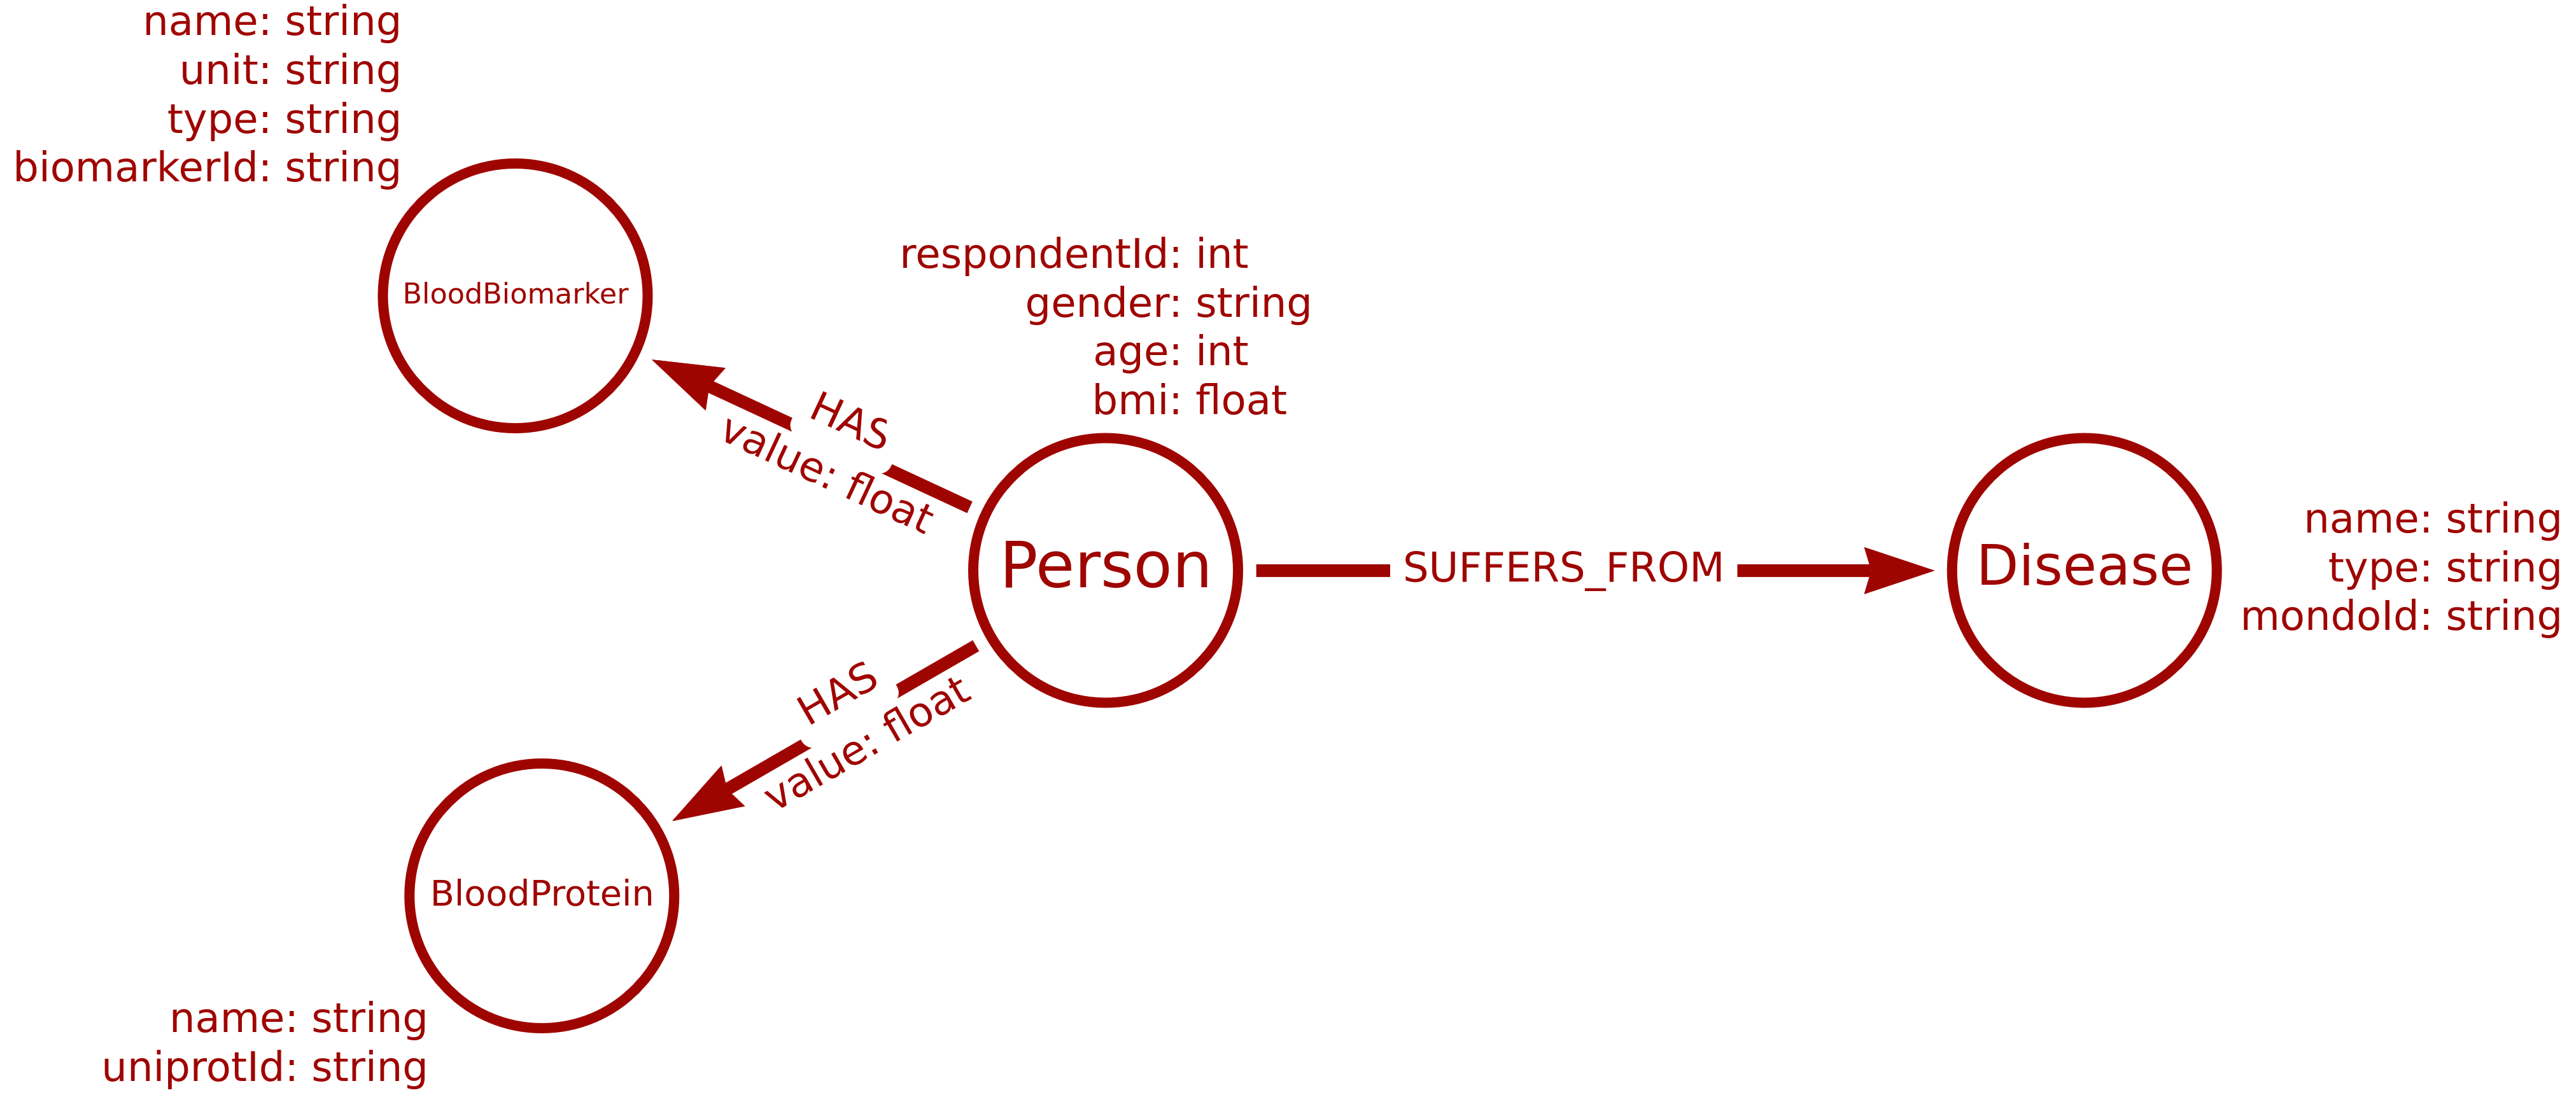 name: string
unit: string
type: string
biomarkerId: string
BloodBiomarker
respondentId: int
gender: string
age: int
bmi: float
HAS
value: float
Person
SUFFERS_FROM
Disease
name: string
type: string
mondoId: string
HAS
value: float
BloodProtein
name: string
uniprotId: string